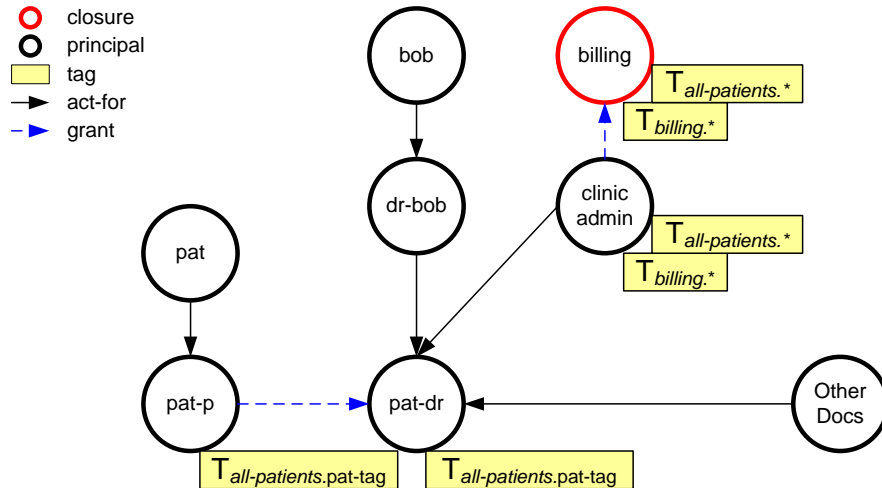 closure
principal
tag
act-for
grant
bob
billing
T all-patients.*
T billing.*
dr-bob
clinic
admin
T all-patients.*
T billing.*
pat
pat-p
pat-dr
Other
Docs
T all-patients.pat-tag
T all-patients.pat-tag